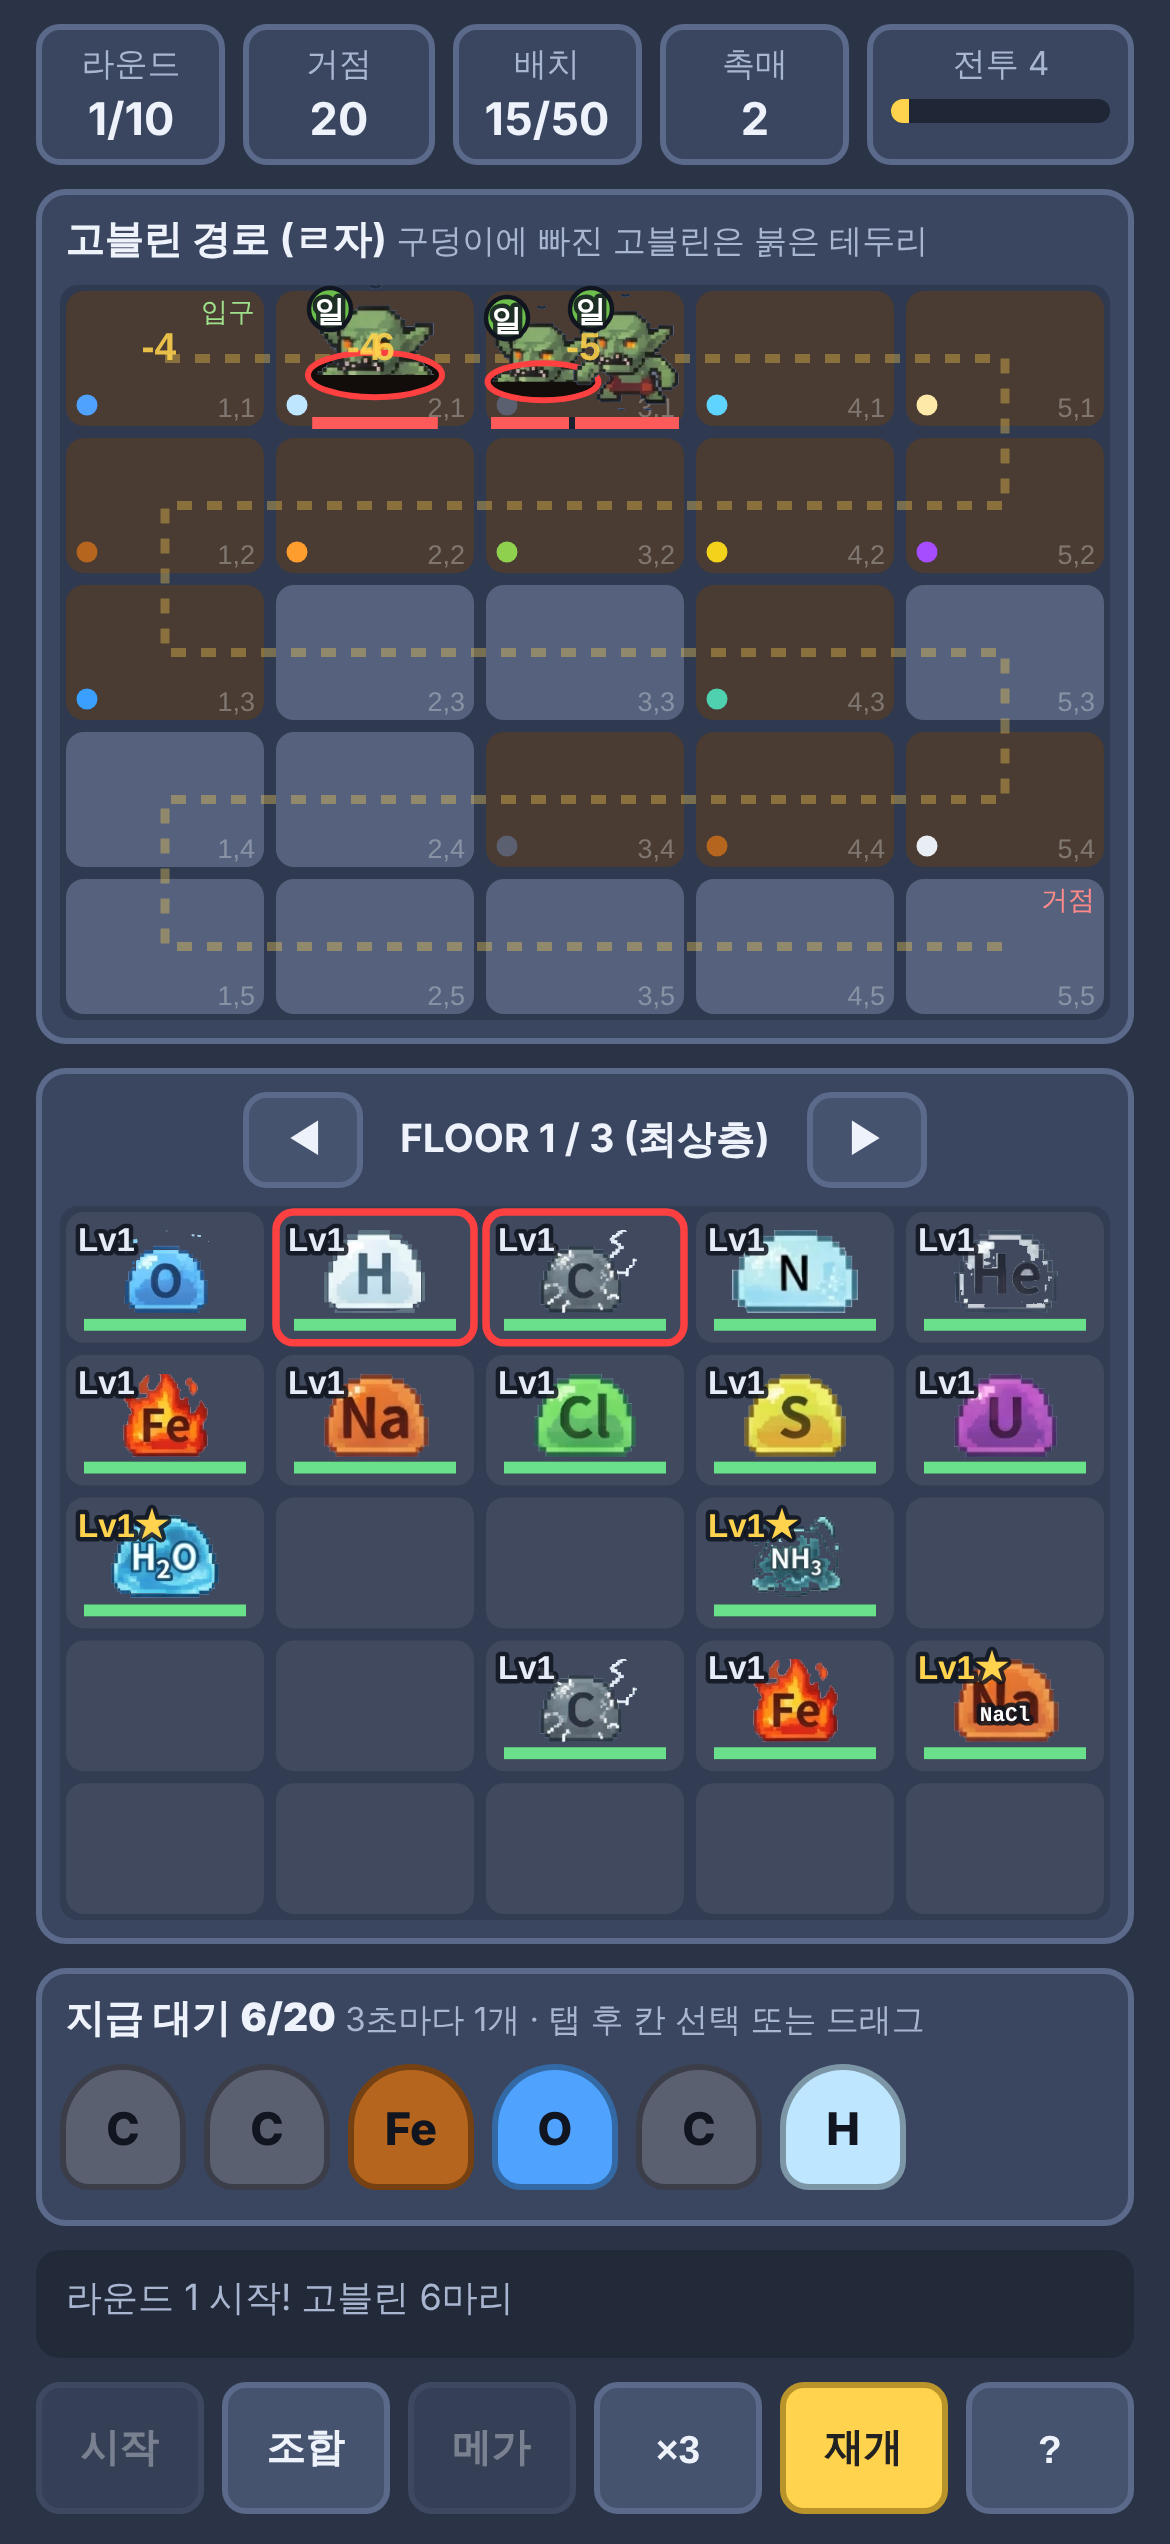 라운드 거점 배치 촉매 전투 4
1/10 20 15/50 2
고블린 경로 (ㄹ자) 구덩이에 빠진 고블린은 붉은 테두리
입구 일 일 일
-4 -4 6 -5
1,1 2,1 3,1 4,1 5,1
1,2 2,2 3,2 4,2 5,2
1,3 2,3 3,3 4,3 5,3
1,4 2,4 3,4 4,4 5,4
거점
1,5 2,5 3,5 4,5 5,5
◀ FLOOR 1 / 3 (최상층) ▶
Lv1 Lv1 Lv1 Lv1 Lv1
O H C N He
Lv1 Lv1 Lv1 Lv1 Lv1
Fe Na Cl S U
Lv1★ Lv1★
H₂O NH₃
Lv1 Lv1 Lv1★
C Fe Na
NaCl
지급 대기 6/20 3초마다 1개 · 탭 후 칸 선택 또는 드래그
C C Fe O C H
라운드 1 시작! 고블린 6마리
시작 조합 메가 ×3 재개 ?